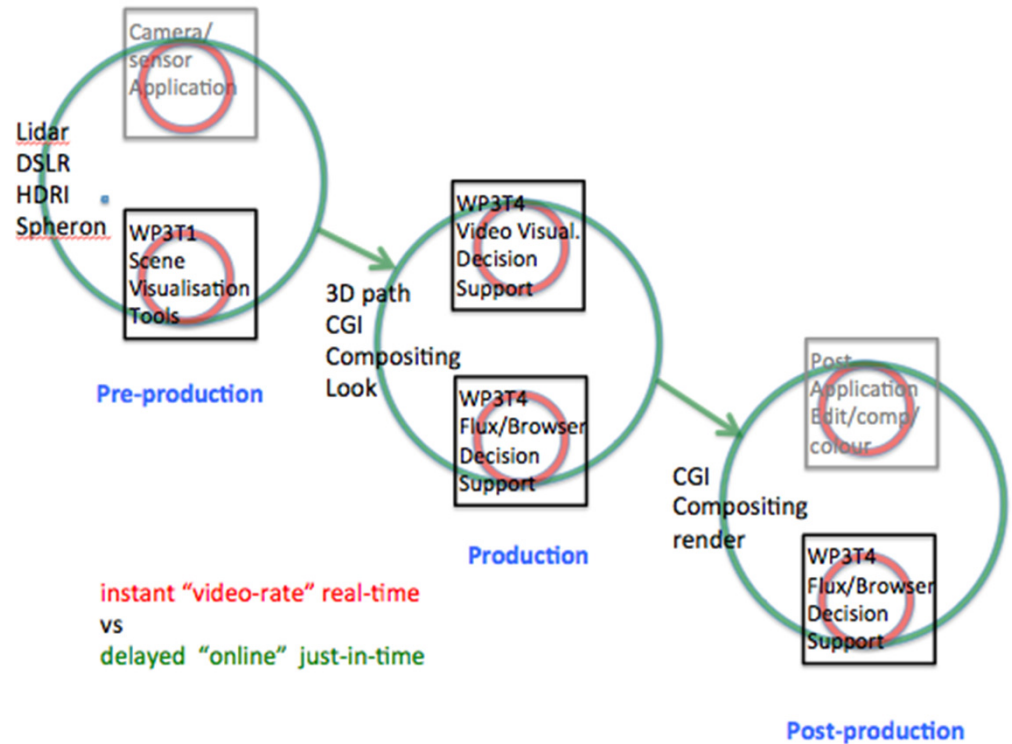 Camera/
sensor
Application
Lidar
DSLR
HDRI
Spheron
WP3T1
Scene
Visualisation
Tools
Pre-production
3D path
CGI
Compositing
Look
WP3T4
Video Visual.
Decision
Support
WP3T4
Flux/Browser
Decision
Support
Production
CGI
Compositing
render
Post
Application
Edit/comp/
colour
WP3T4
Flux/Browser
Decision
Support
Post-production
instant “video-rate” real-time
vs
delayed “online” just-in-time